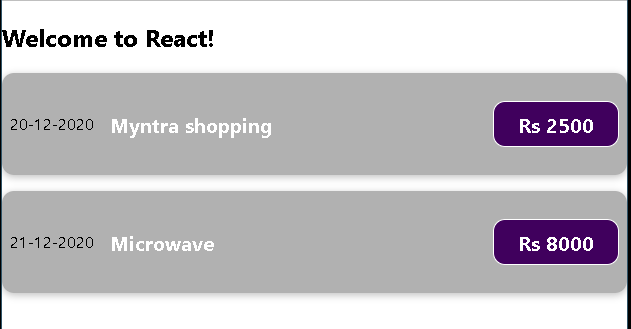 Welcome to React!
20-12-2020 Myntra shopping Rs 2500
21-12-2020 Microwave Rs 8000